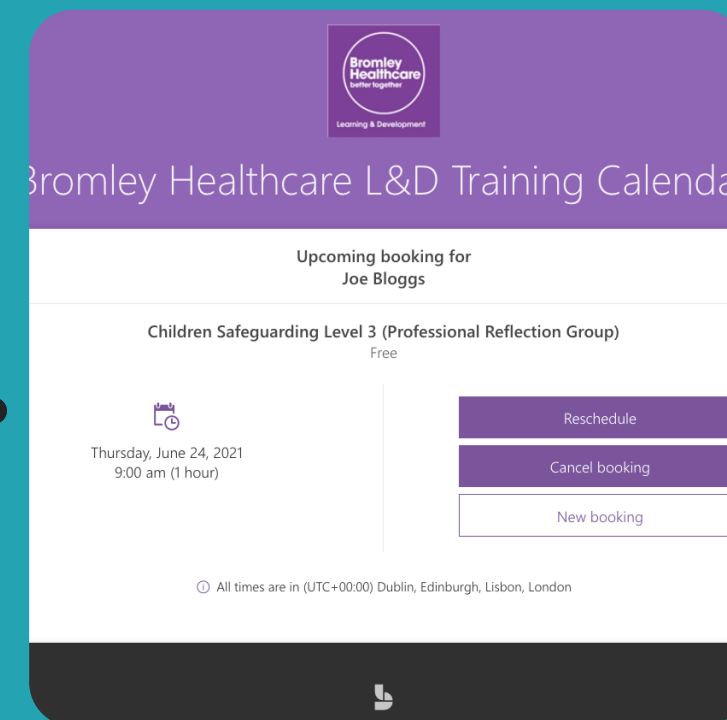 Bromley
Healthcare
better together
Learning & Development
Bromley Healthcare L&D Training Calenda
Upcoming booking for
Joe Bloggs
Children Safeguarding Level 3 (Professional Reflection Group)
Free
Thursday, June 24, 2021
9:00 am (1 hour)
Reschedule
Cancel booking
New booking
All times are in (UTC+00:00) Dublin, Edinburgh, Lisbon, London